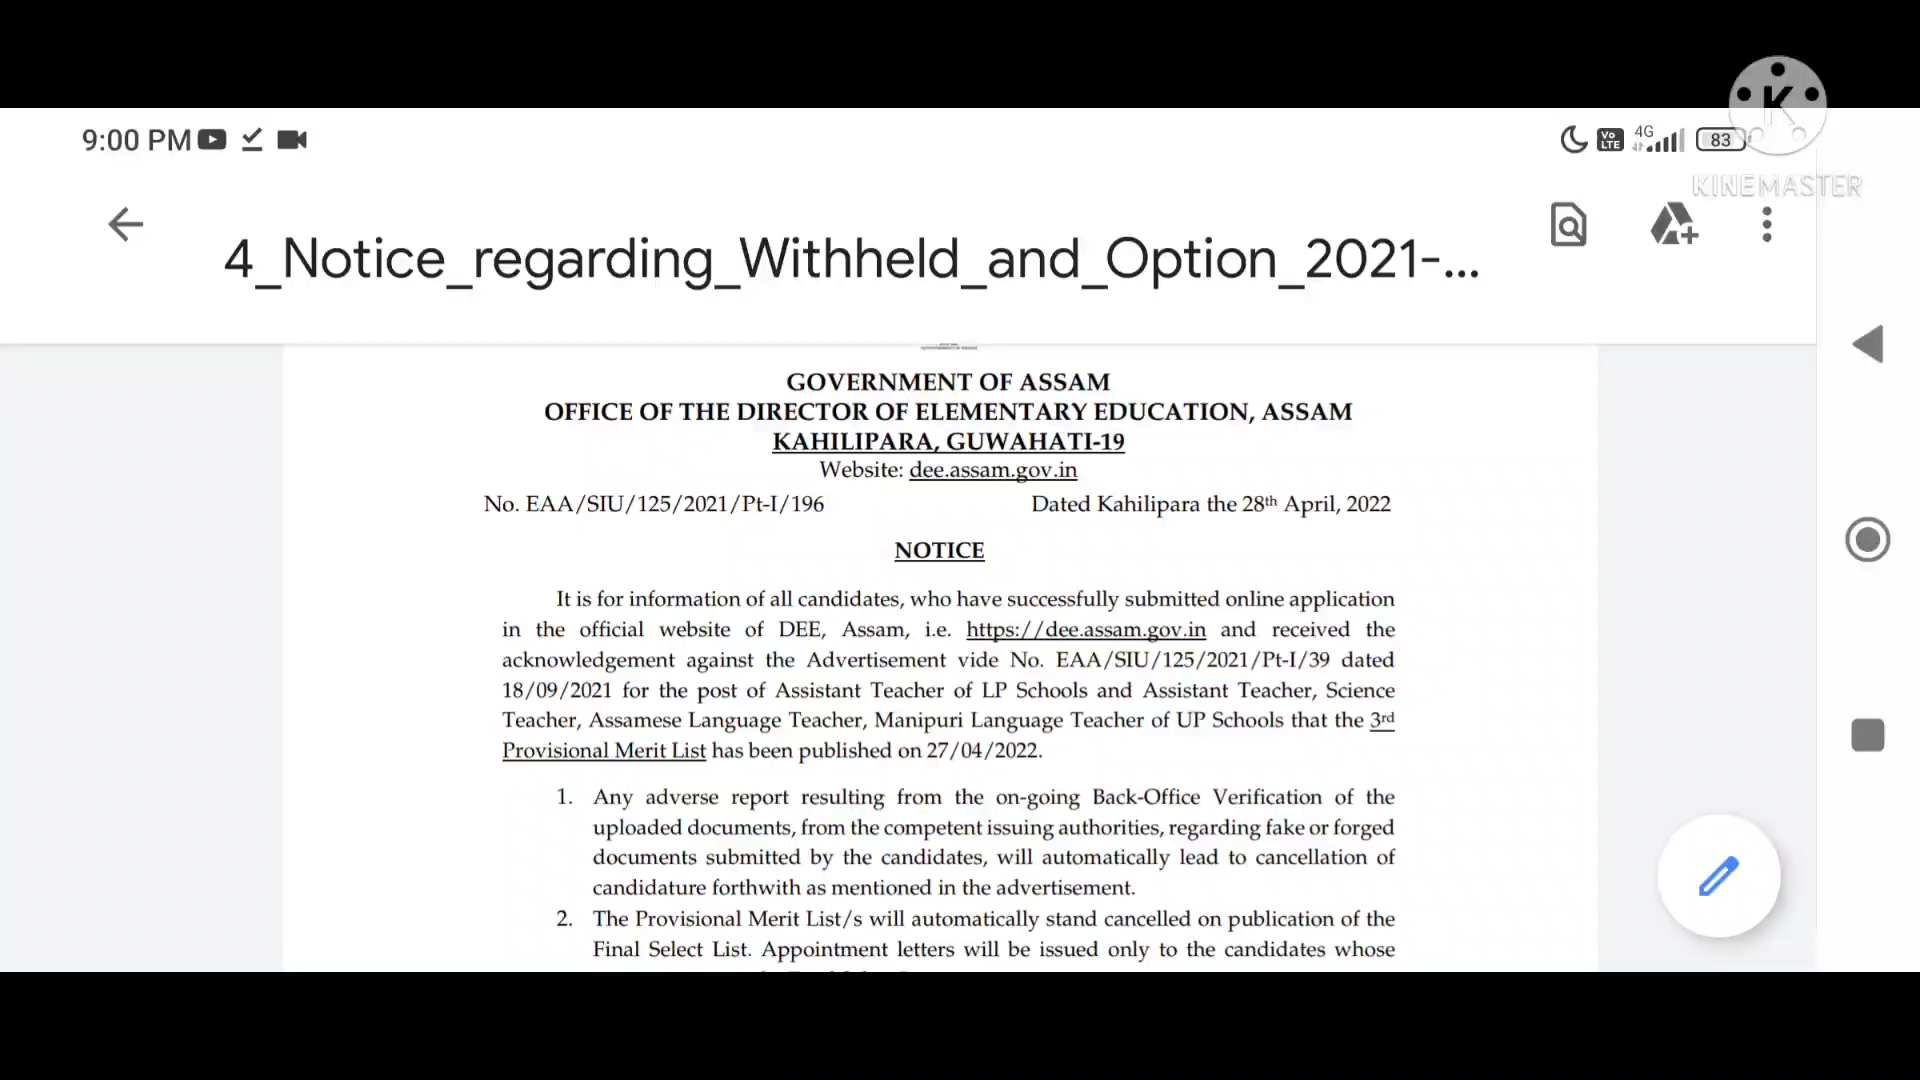 9:00 PM
Vo LTE 4G 83
K
KINEMASTER
4_Notice_regarding_Withheld_and_Option_2021-...
GOVERNMENT OF ASSAM
OFFICE OF THE DIRECTOR OF ELEMENTARY EDUCATION, ASSAM
KAHILIPARA, GUWAHATI-19
Website: dee.assam.gov.in
No. EAA/SIU/125/2021/Pt-I/196 Dated Kahilipara the 28th April, 2022
NOTICE
It is for information of all candidates, who have successfully submitted online application
in the official website of DEE, Assam, i.e. https://dee.assam.gov.in and received the
acknowledgement against the Advertisement vide No. EAA/SIU/125/2021/Pt-I/39 dated
18/09/2021 for the post of Assistant Teacher of LP Schools and Assistant Teacher, Science
Teacher, Assamese Language Teacher, Manipuri Language Teacher of UP Schools that the 3rd
Provisional Merit List has been published on 27/04/2022.
1. Any adverse report resulting from the on-going Back-Office Verification of the
uploaded documents, from the competent issuing authorities, regarding fake or forged
documents submitted by the candidates, will automatically lead to cancellation of
candidature forthwith as mentioned in the advertisement.
2. The Provisional Merit List/s will automatically stand cancelled on publication of the
Final Select List. Appointment letters will be issued only to the candidates whose